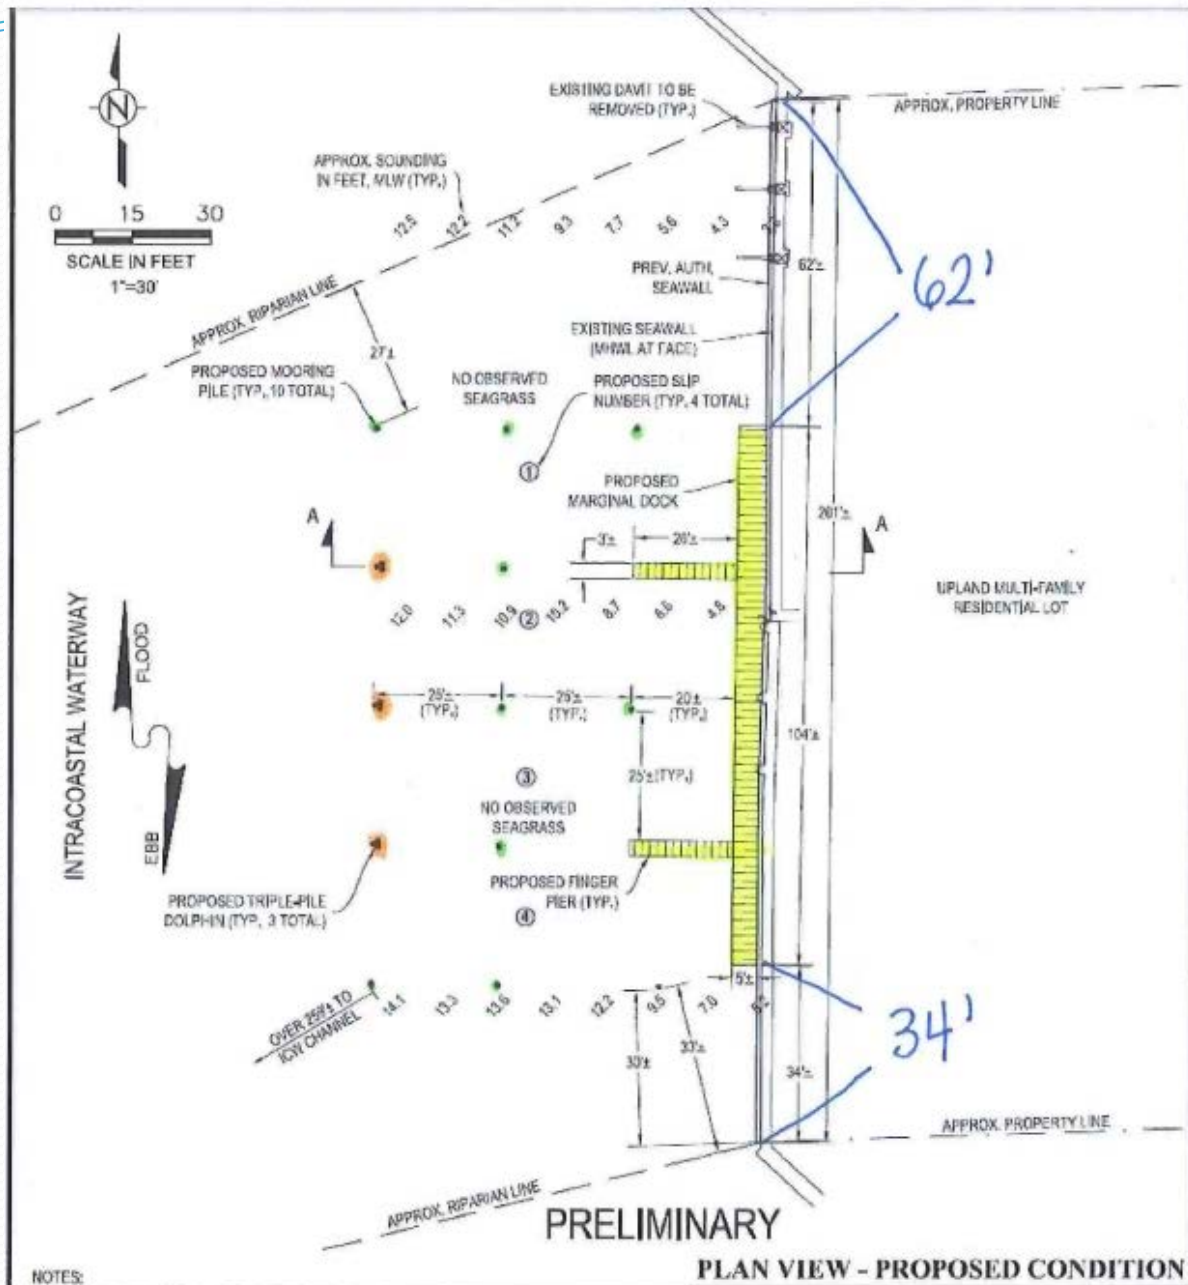 EXISTING DAVIT TO BE
REMOVED (TYP.)
APPROX. PROPERTY LINE
N
APPROX. SOUNDING
IN FEET, MLW (TYP.)
0 15 30
SCALE IN FEET
1"=30'
12.5 12.2 11.2 9.3 7.7 5.6 4.3
PREV. AUTH.
SEAWALL
62'±
62'
APPROX. RIPARIAN LINE
27'±
EXISTING SEAWALL
(MHWL AT FACE)
PROPOSED MOORING
PILE (TYP., 10 TOTAL)
NO OBSERVED
SEAGRASS
PROPOSED SLIP
NUMBER (TYP. 4 TOTAL)
1
PROPOSED
MARGINAL DOCK
A
3'±
26'±
201'±
A
UPLAND MULTI-FAMILY
RESIDENTIAL LOT
12.0 11.3 10.9 10.2 8.7 6.6 4.8
2
INTRACOASTAL WATERWAY
FLOOD
EBB
25'±
(TYP.)
25'±
(TYP.)
20'±
(TYP.)
104'±
25'±(TYP.)
3
NO OBSERVED
SEAGRASS
PROPOSED FINGER
PIER (TYP.)
PROPOSED TRIPLE-PILE
DOLPHIN (TYP. 3 TOTAL)
4
5'±
14.1 13.3 13.6 13.1 12.2 9.5 7.0
OVER 259'± TO
ICW CHANNEL
30'±
33'±
34'±
34'
APPROX. PROPERTY LINE
APPROX. RIPARIAN LINE
PRELIMINARY
PLAN VIEW - PROPOSED CONDITION
NOTES: